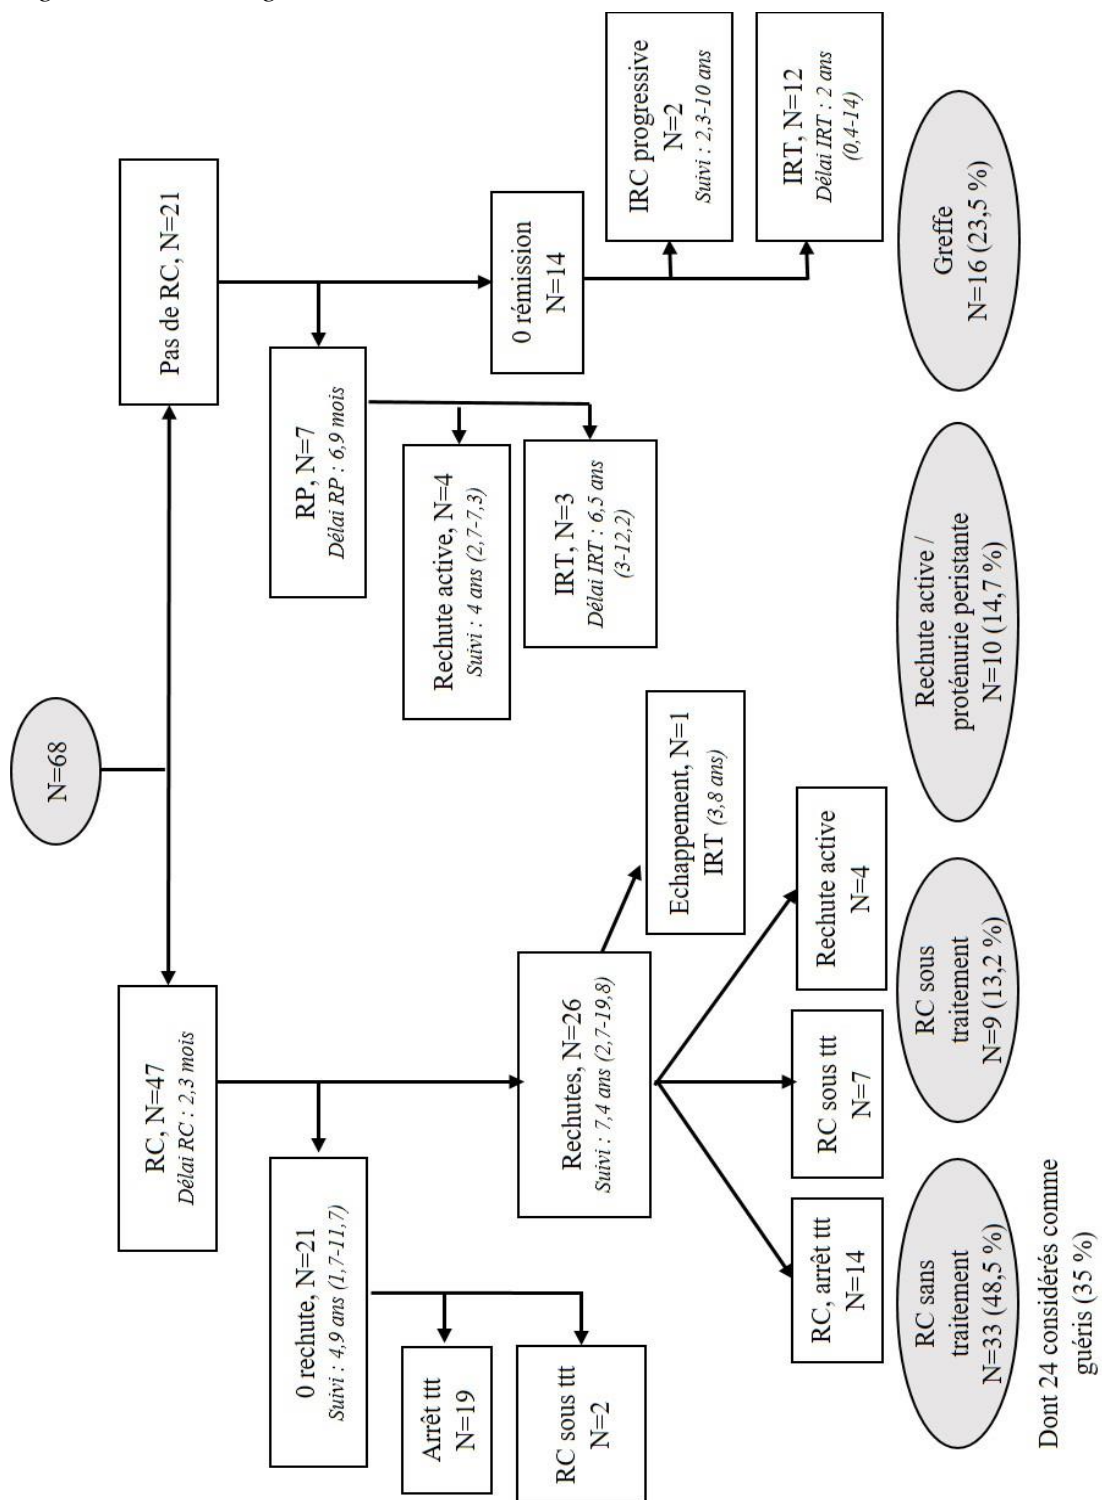 N=68
RC, N=47
Délai RC : 2,3 mois
Pas de RC, N=21
0 rechute, N=21
Suivi : 4,9 ans (1,7-11,7)
RP, N=7
Délai RP : 6,9 mois
Arrêt ttt
N=19
Rechute active, N=4
Suivi : 4 ans (2,7-7,3)
RC sous ttt
N=2
Rechutes, N=26
Suivi : 7,4 ans (2,7-19,8)
IRT, N=3
Délai IRT : 6,5 ans
(3-12,2)
0 rémission
N=14
Echappement, N=1
IRT (3,8 ans)
IRC progressive
N=2
Suivi : 2,3-10 ans
RC, arrêt ttt
N=14
RC sous ttt
N=7
Rechute active
N=4
IRT, N=12
Délai IRT : 2 ans
(0,4-14)
RC sans
traitement
N=33 (48,5 %)
RC sous
traitement
N=9 (13,2 %)
Rechute active /
proténurie peristante
N=10 (14,7 %)
Greffe
N=16 (23,5 %)
Dont 24 considérés comme
guéris (35 %)